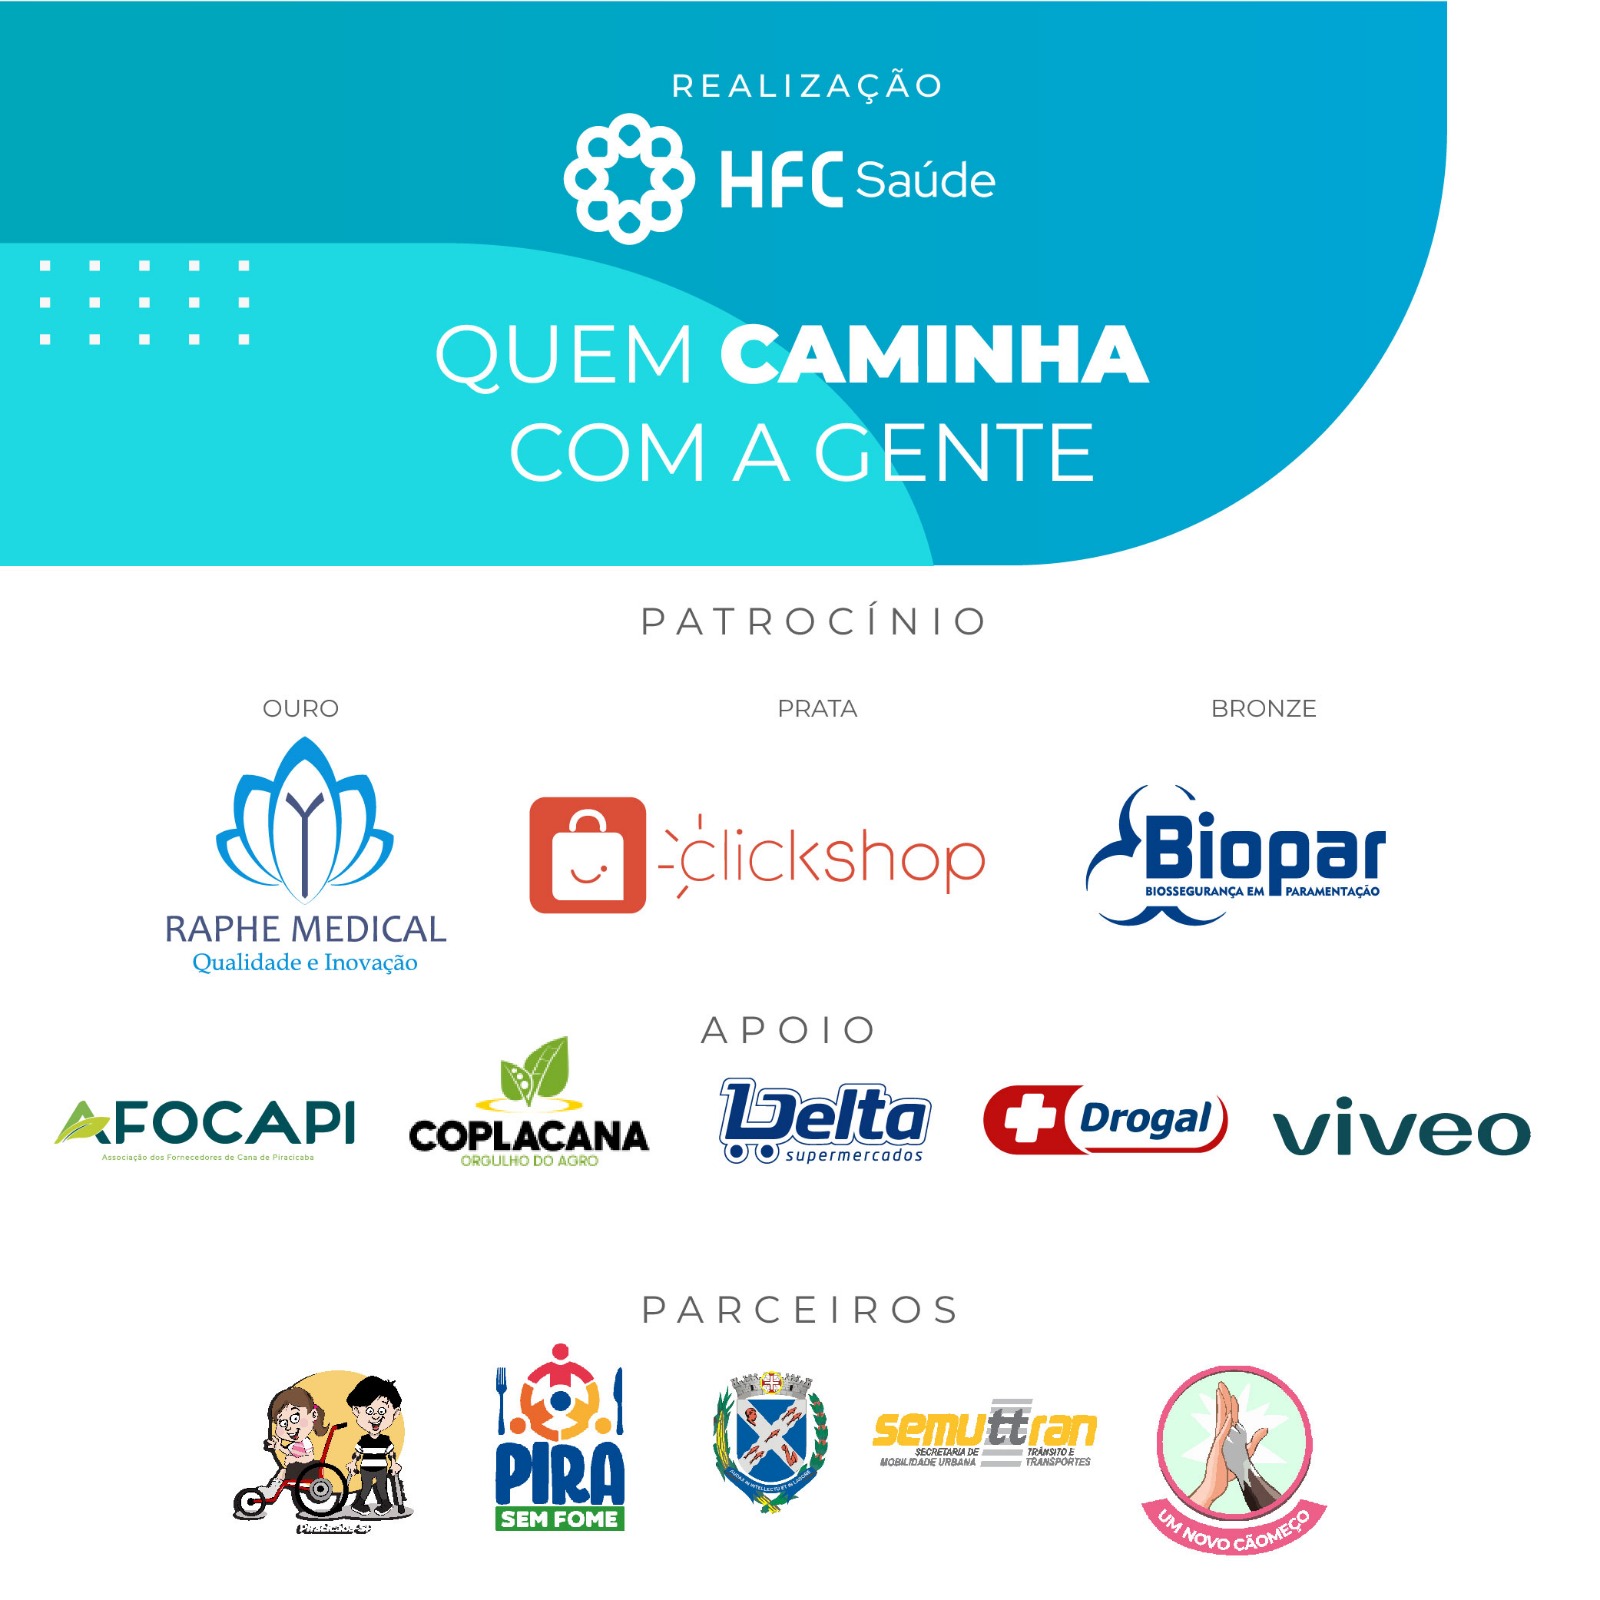 REALIZAÇÃO
HFC Saúde
QUEM CAMINHA
COM A GENTE
PATROCÍNIO
OURO
PRATA
BRONZE
RAPHE MEDICAL
Qualidade e Inovação
clickshop
Biopar
BIOSSEGURANÇA EM PARAMENTAÇÃO
APOIO
AFOCAPI
Associação dos Fornecedores de Cana de Piracicaba
COPLACANA
ORGULHO DO AGRO
Delta
supermercados
Drogal
viveo
PARCEIROS
Piracicaba-SP
PIRA
SEM FOME
semuttran
SECRETARIA DE TRÂNSITO E
MOBILIDADE URBANA TRANSPORTES
UM NOVO CÃOMEÇO